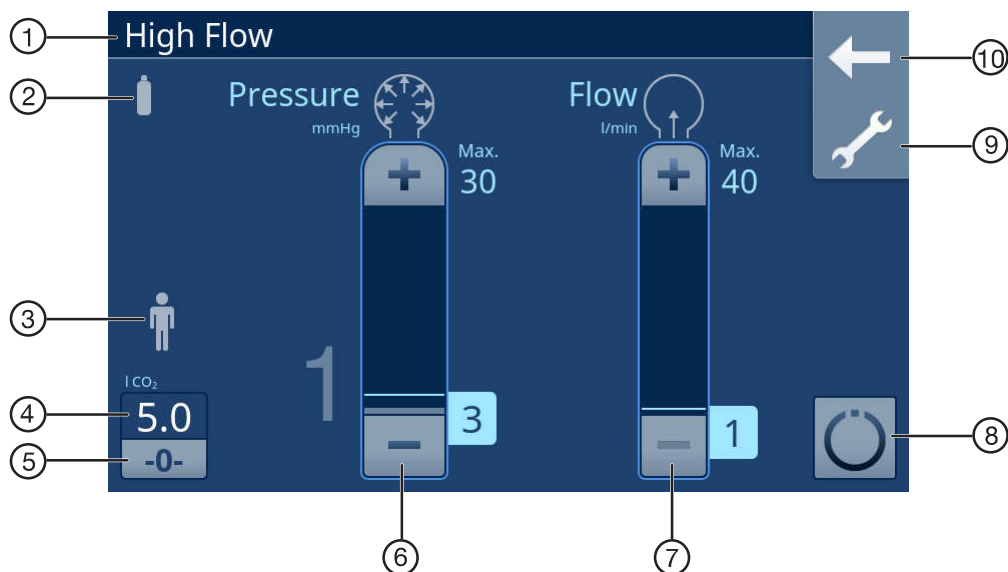 1
High Flow
10
2
Pressure
mmHg
Flow
l/min
9
Max.
30
Max.
40
3
l CO₂
1
4
5.0
3
1
8
5
-0-
6
7